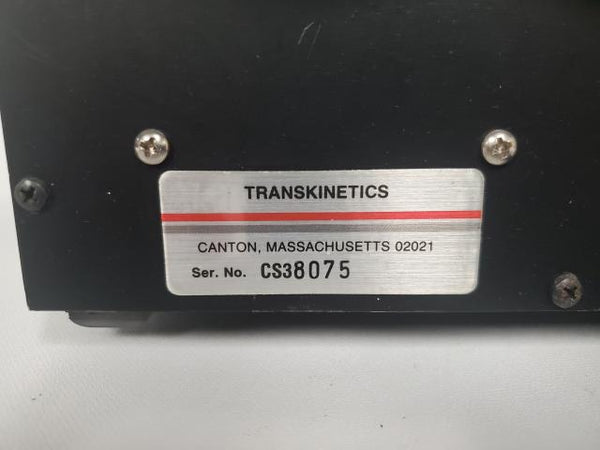 TRANSKINETICS
CANTON, MASSACHUSETTS 02021
Ser. No. CS38075